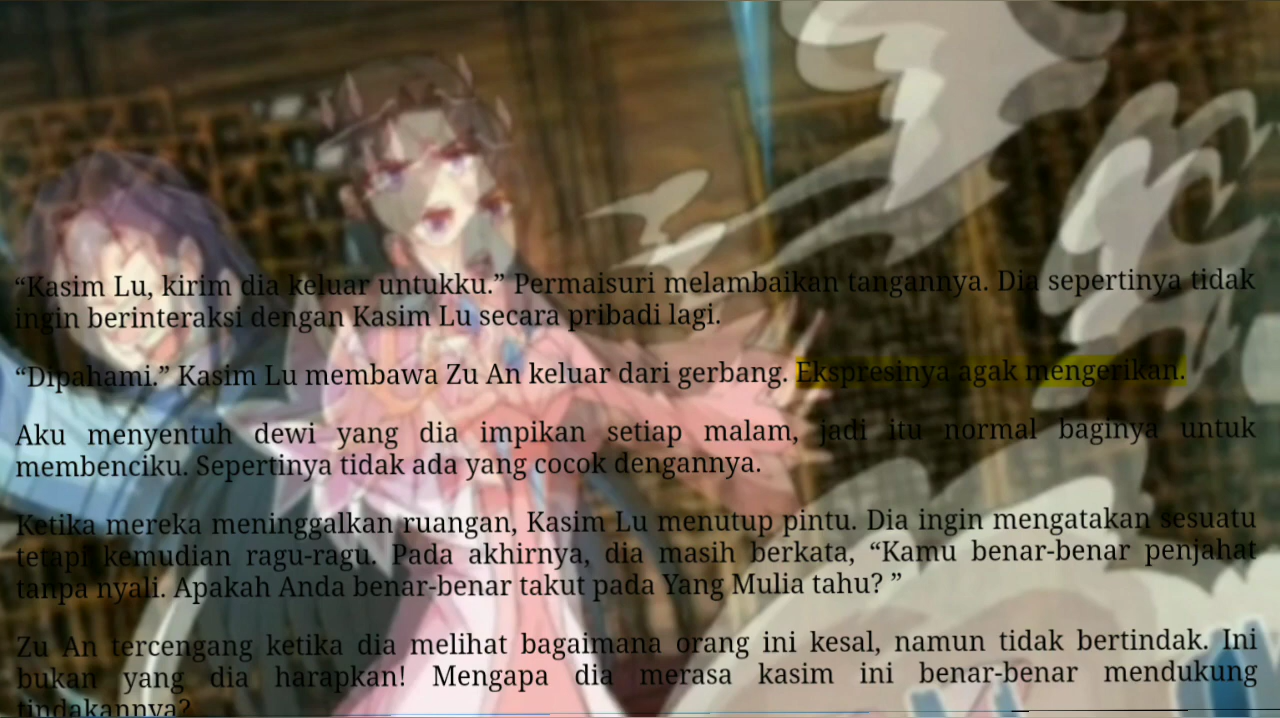 “Kasim Lu, kirim dia keluar untukku.” Permaisuri melambaikan tangannya. Dia sepertinya tidak
ingin berinteraksi dengan Kasim Lu secara pribadi lagi.
“Dipahami.” Kasim Lu membawa Zu An keluar dari gerbang. Ekspresinya agak mengerikan.
Aku menyentuh dewi yang dia impikan setiap malam, jadi itu normal baginya untuk
membenciku. Sepertinya tidak ada yang cocok dengannya.
Ketika mereka meninggalkan ruangan, Kasim Lu menutup pintu. Dia ingin mengatakan sesuatu
tetapi kemudian ragu-ragu. Pada akhirnya, dia masih berkata, “Kamu benar-benar penjahat
tanpa nyali. Apakah Anda benar-benar takut pada Yang Mulia tahu? ”
Zu An tercengang ketika dia melihat bagaimana orang ini kesal, namun tidak bertindak. Ini
bukan yang dia harapkan! Mengapa dia merasa kasim ini benar-benar mendukung
tindakannya?